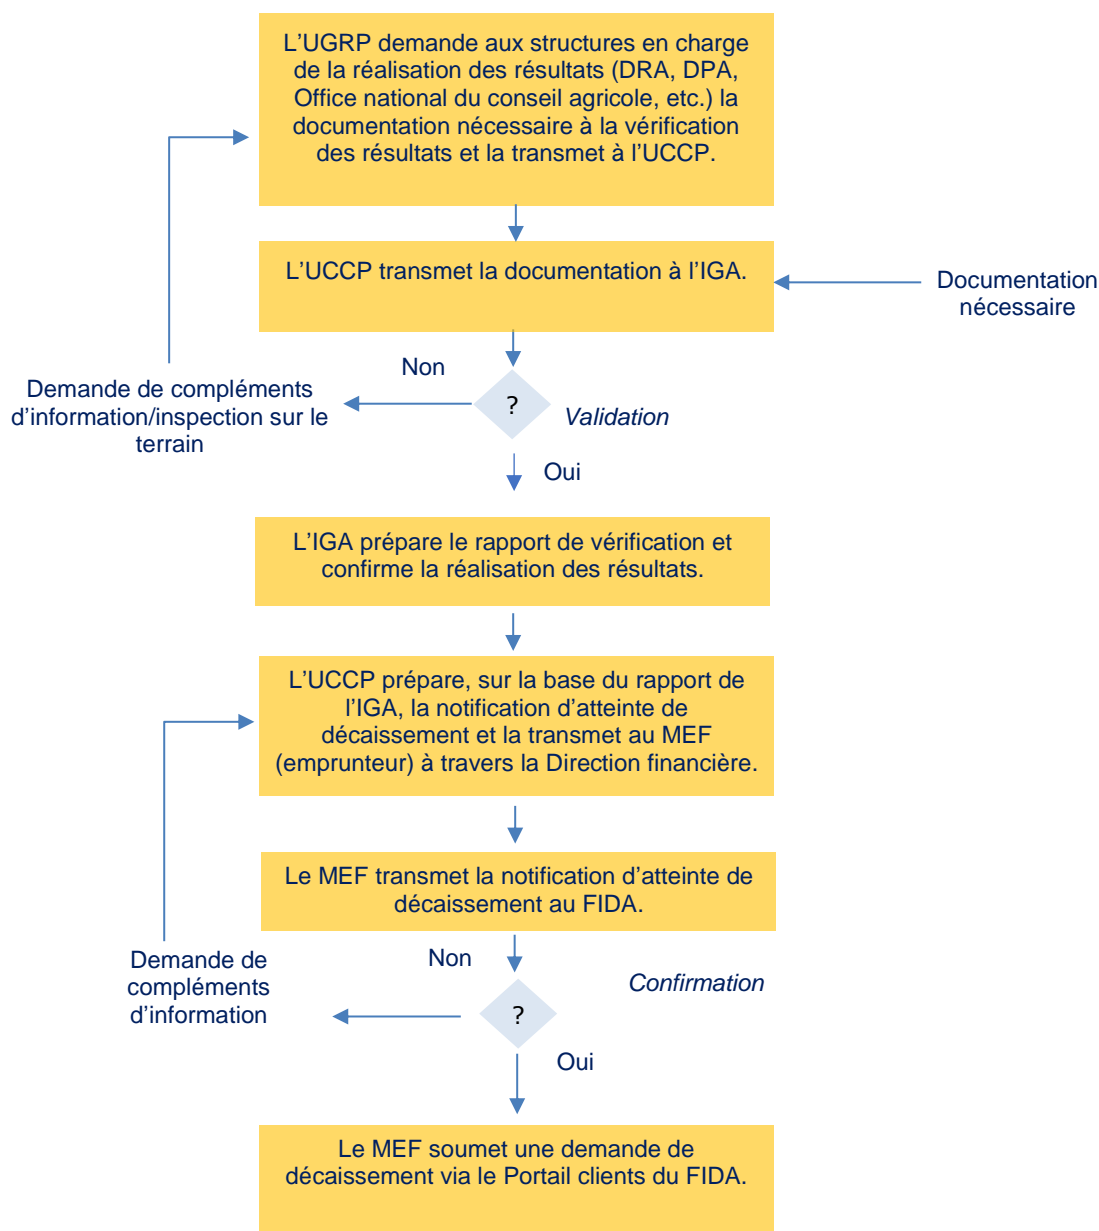 L’UGRP demande aux structures en charge
de la réalisation des résultats (DRA, DPA,
Office national du conseil agricole, etc.) la
documentation nécessaire à la vérification
des résultats et la transmet à l’UCCP.
L’UCCP transmet la documentation à l’IGA.
Documentation
nécessaire
Non
Demande de compléments
d’information/inspection sur le
terrain
?
Validation
Oui
L’IGA prépare le rapport de vérification et
confirme la réalisation des résultats.
L’UCCP prépare, sur la base du rapport de
l’IGA, la notification d’atteinte de
décaissement et la transmet au MEF
(emprunteur) à travers la Direction financière.
Le MEF transmet la notification d’atteinte de
décaissement au FIDA.
Non
Demande de
compléments
d’information
Confirmation
?
Oui
Le MEF soumet une demande de
décaissement via le Portail clients du FIDA.